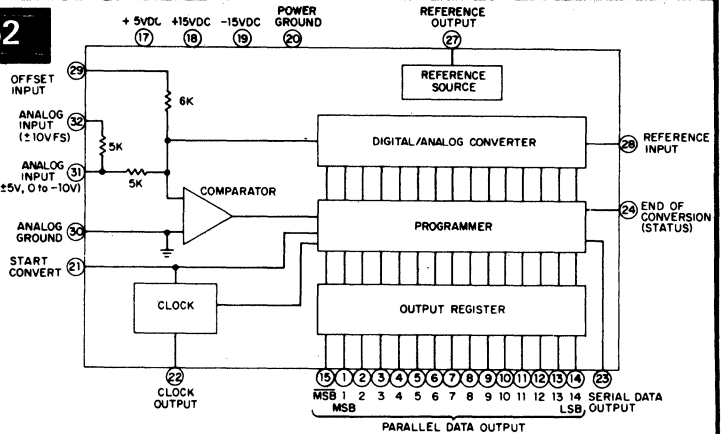 62
+ 5VDC +15VDC -15VDC POWER GROUND
17 18 19 20
REFERENCE OUTPUT
27
REFERENCE SOURCE
OFFSET INPUT
29
6K
ANALOG INPUT (±10VFS)
32
5K
ANALOG INPUT
31
±5V, 0 to -10V)
5K
DIGITAL/ANALOG CONVERTER
28
REFERENCE INPUT
COMPARATOR
PROGRAMMER
24
END OF CONVERSION (STATUS)
ANALOG GROUND
30
START CONVERT
21
CLOCK
OUTPUT REGISTER
22
CLOCK OUTPUT
15 1 2 3 4 5 6 7 8 9 10 11 12 13 14 23
MSB 1 2 3 4 5 6 7 8 9 10 11 12 13 14 SERIAL DATA OUTPUT
MSB LSB
PARALLEL DATA OUTPUT